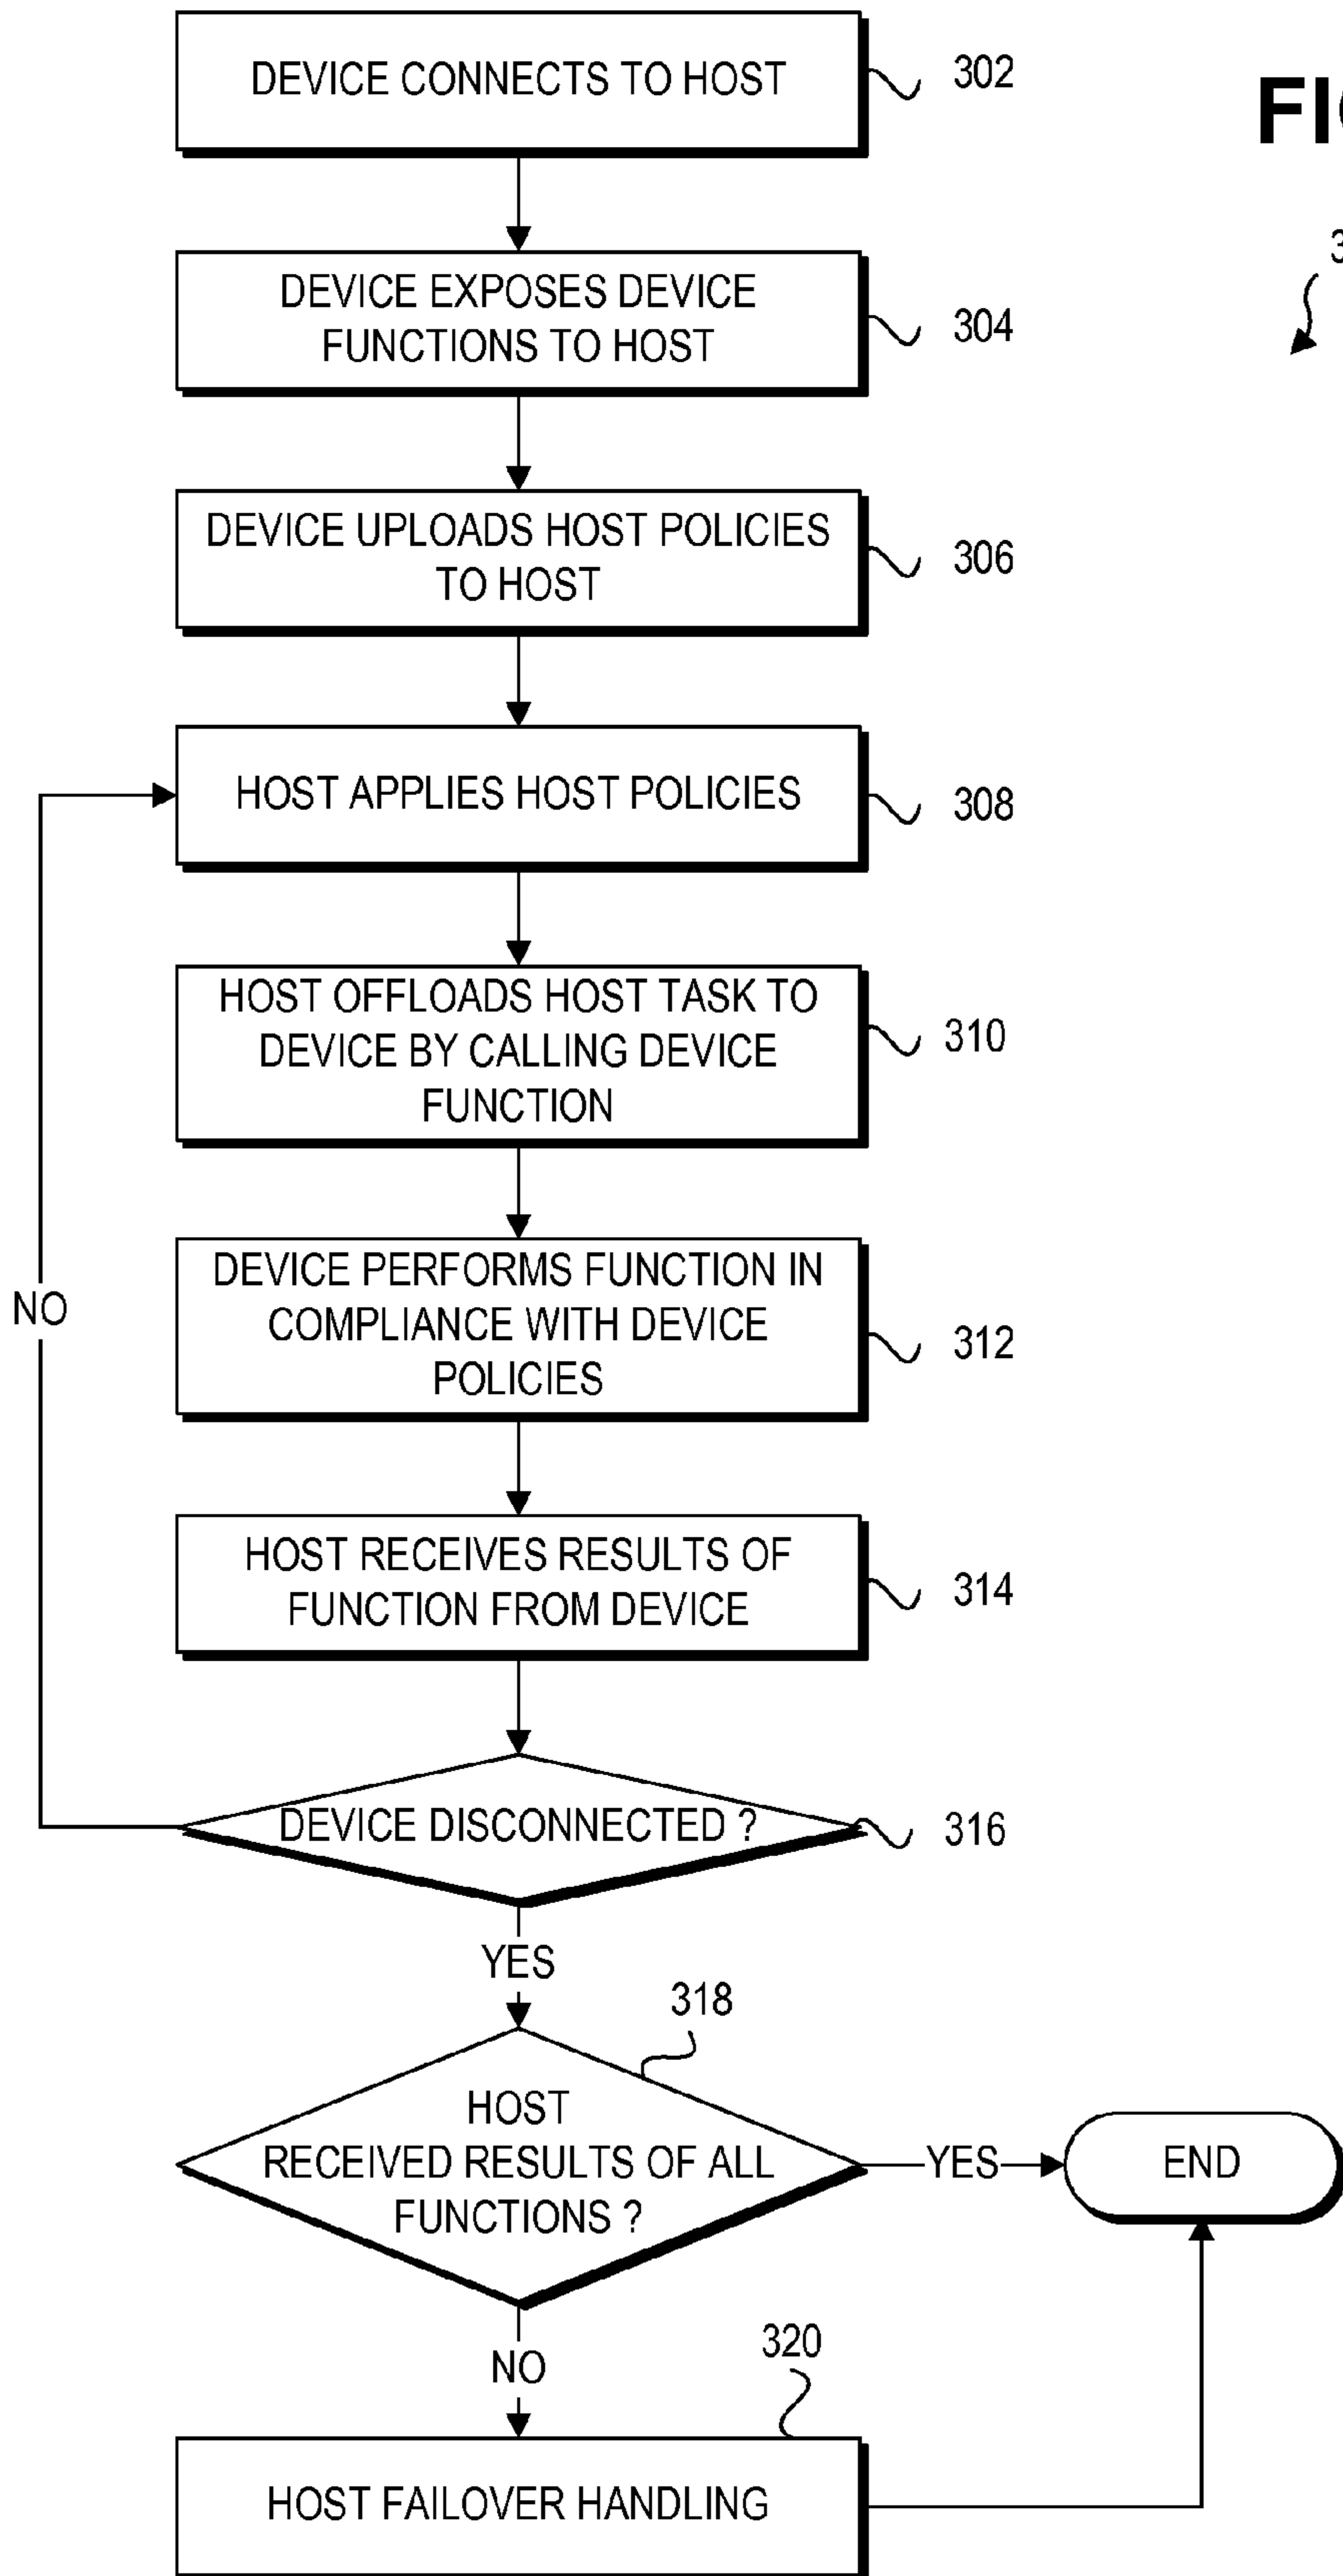 DEVICE CONNECTS TO HOST
302
DEVICE EXPOSES DEVICE
FUNCTIONS TO HOST
304
DEVICE UPLOADS HOST POLICIES
TO HOST
306
HOST APPLIES HOST POLICIES
308
HOST OFFLOADS HOST TASK TO
DEVICE BY CALLING DEVICE
FUNCTION
310
DEVICE PERFORMS FUNCTION IN
COMPLIANCE WITH DEVICE
POLICIES
312
NO
HOST RECEIVES RESULTS OF
FUNCTION FROM DEVICE
314
DEVICE DISCONNECTED ?
316
YES
318
HOST
RECEIVED RESULTS OF ALL
FUNCTIONS ?
YES
END
NO
320
HOST FAILOVER HANDLING